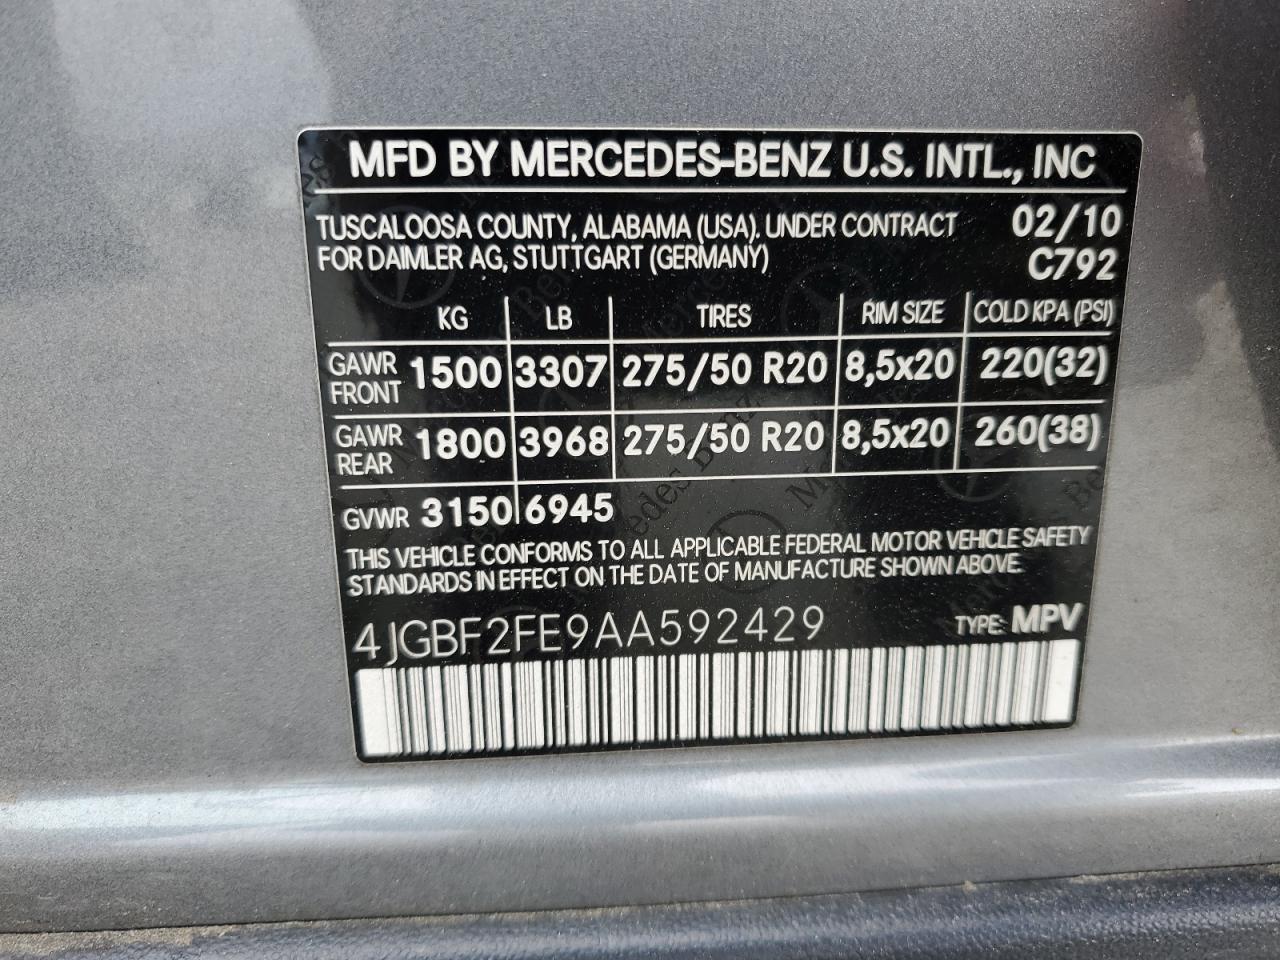 MFD BY MERCEDES-BENZ U.S. INTL., INC
TUSCALOOSA COUNTY, ALABAMA (USA). UNDER CONTRACT 02/10
FOR DAIMLER AG, STUTTGART (GERMANY) C792
KG LB TIRES RIM SIZE COLD KPA (PSI)
GAWR FRONT 1500 3307 275/50 R20 8,5x20 220(32)
GAWR REAR 1800 3968 275/50 R20 8,5x20 260(38)
GVWR 3150 6945
THIS VEHICLE CONFORMS TO ALL APPLICABLE FEDERAL MOTOR VEHICLE SAFETY
STANDARDS IN EFFECT ON THE DATE OF MANUFACTURE SHOWN ABOVE.
4JGBF2FE9AA592429 TYPE: MPV